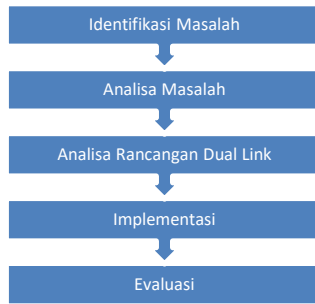 Identifikasi Masalah
Analisa Masalah
Analisa Rancangan Dual Link
Implementasi
Evaluasi